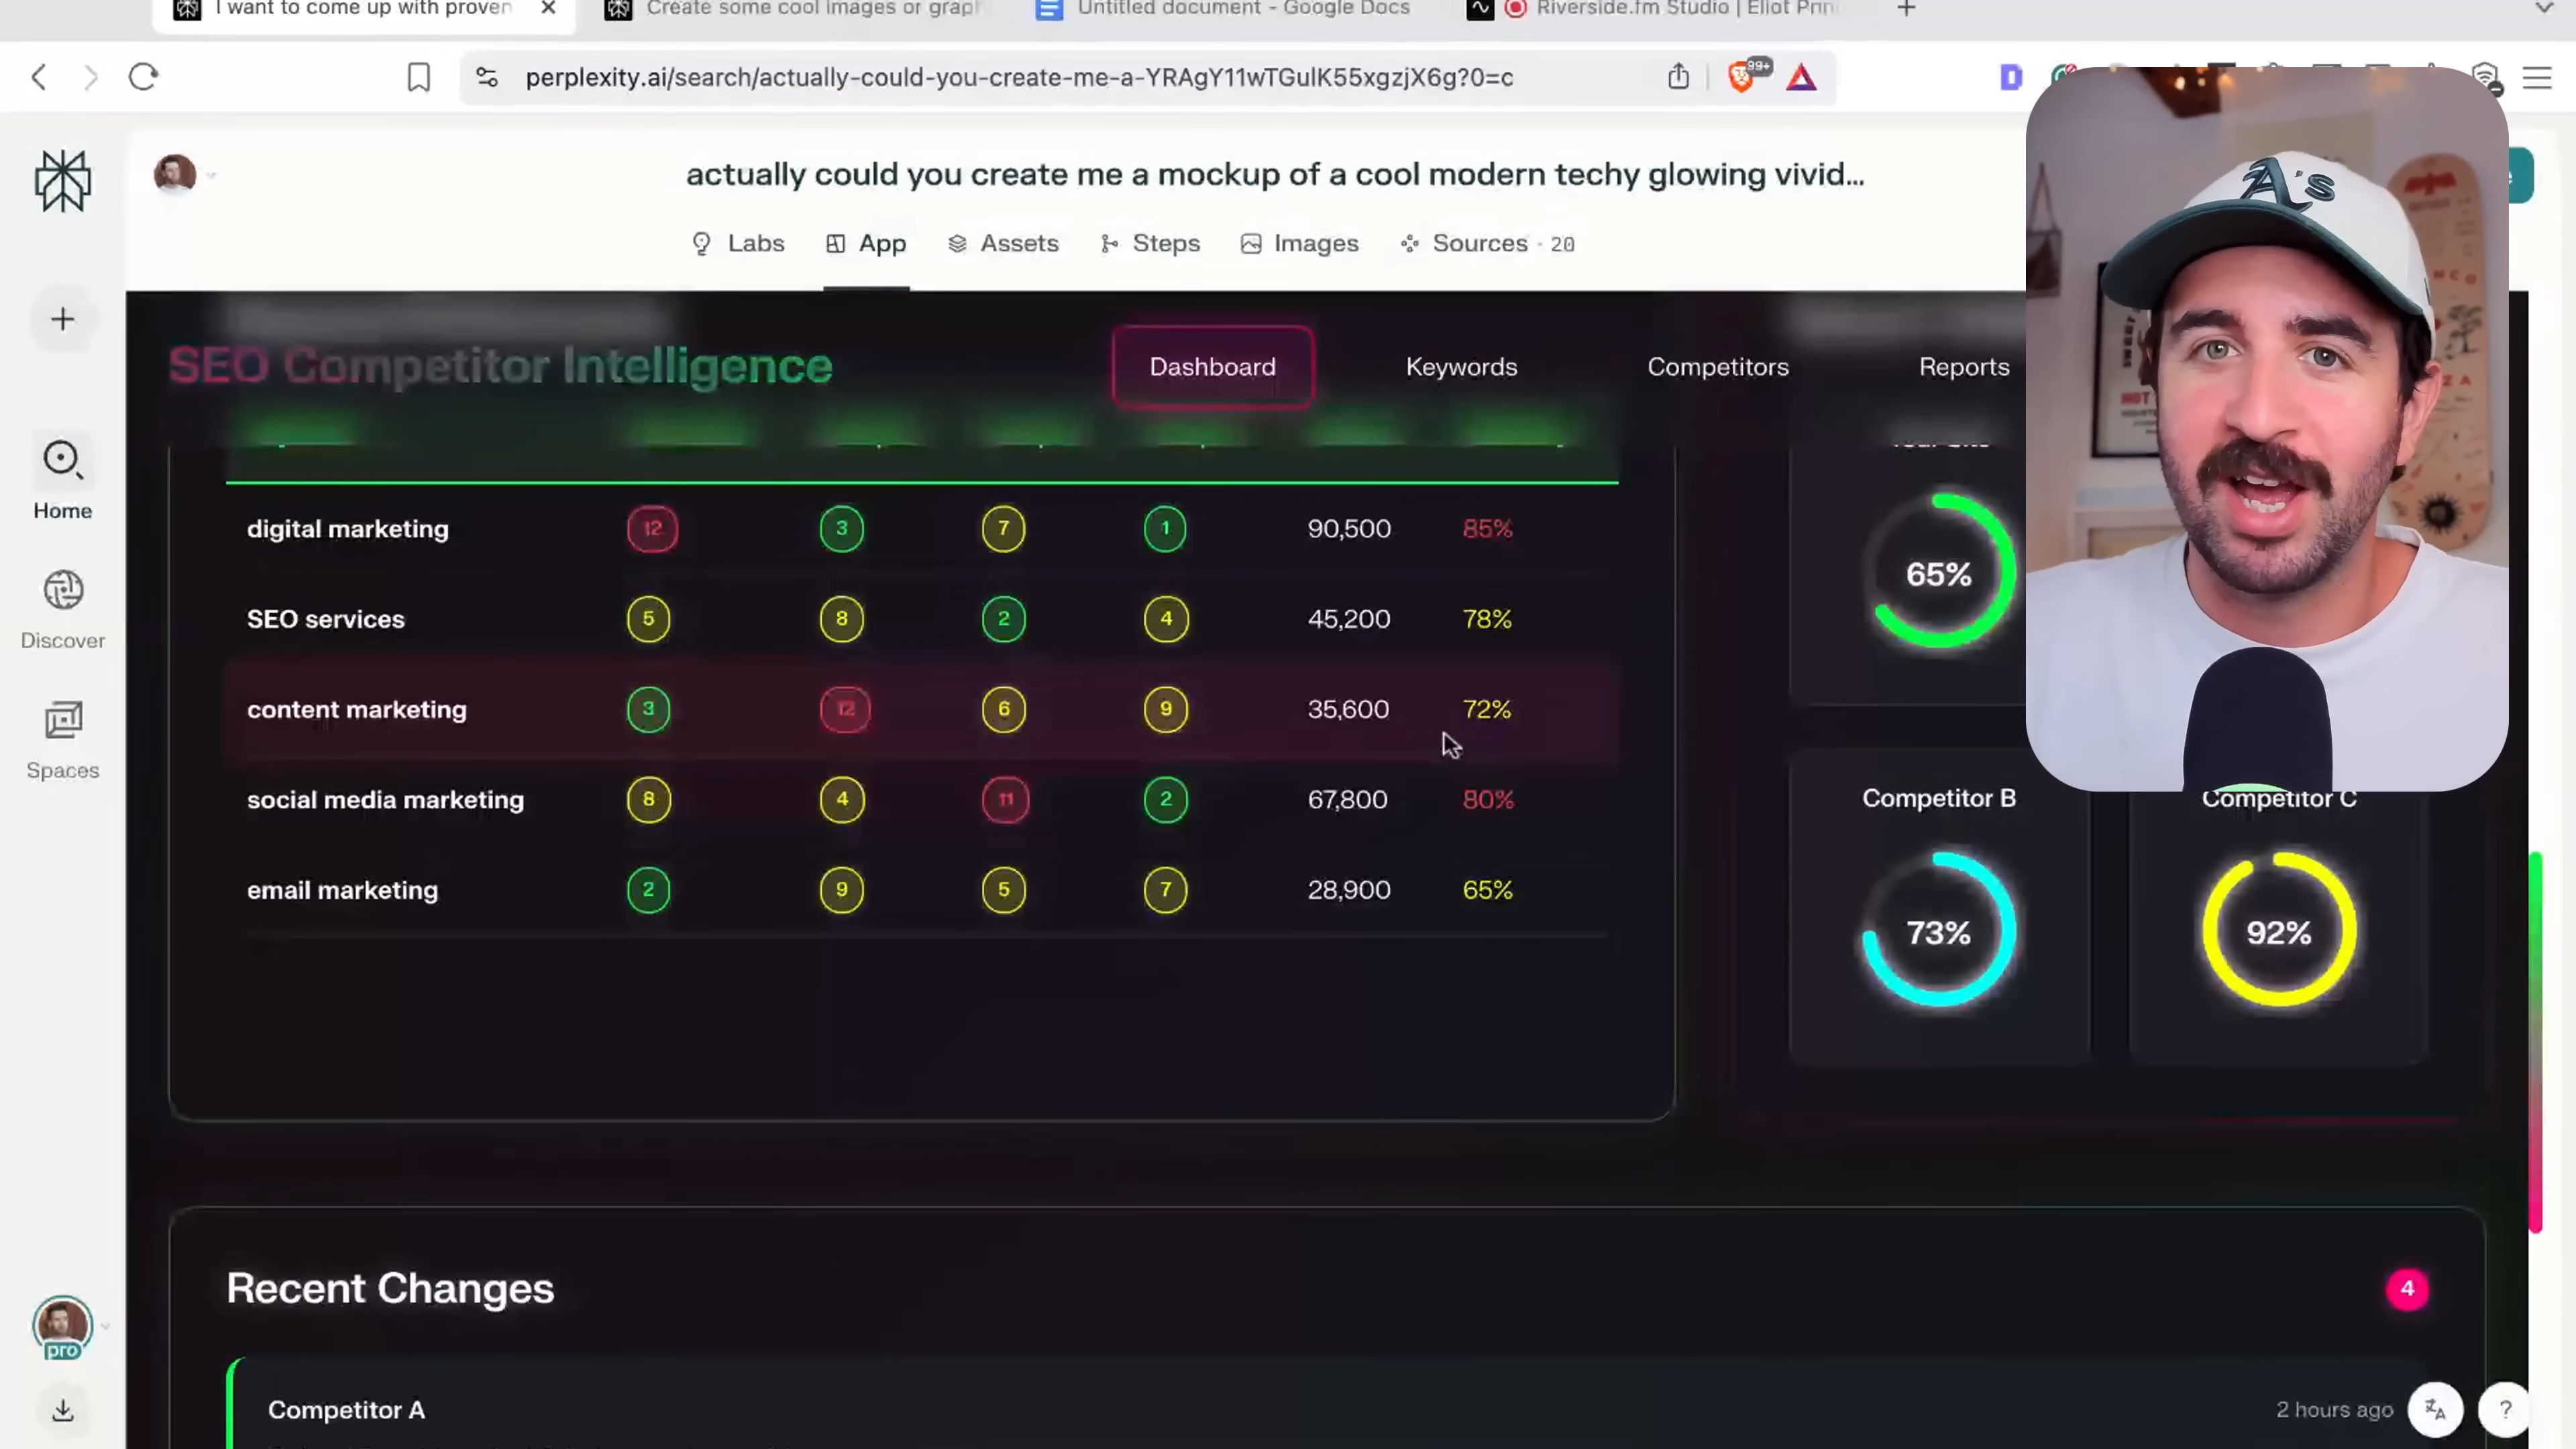 I want to come up with proven
Create some cool images or grap
Untitled document - Google Docs
Riverside.fm Studio | Eliot Prin
perplexity.ai/search/actually-could-you-create-me-a-YRAgY11wTGulK55xgzjX6g?0=c
99+
actually could you create me a mockup of a cool modern techy glowing vivid...
Labs
App
Assets
Steps
Images
Sources · 20
Home
Discover
Spaces
pro
SEO Competitor Intelligence
Dashboard
Keywords
Competitors
Reports
digital marketing 12 3 7 1 90,500 85%
SEO services 5 8 2 4 45,200 78%
content marketing 3 12 6 9 35,600 72%
social media marketing 8 4 11 2 67,800 80%
email marketing 2 9 5 7 28,900 65%
65%
Competitor B
73%
Competitor C
92%
Recent Changes
4
Competitor A
2 hours ago
?
A's